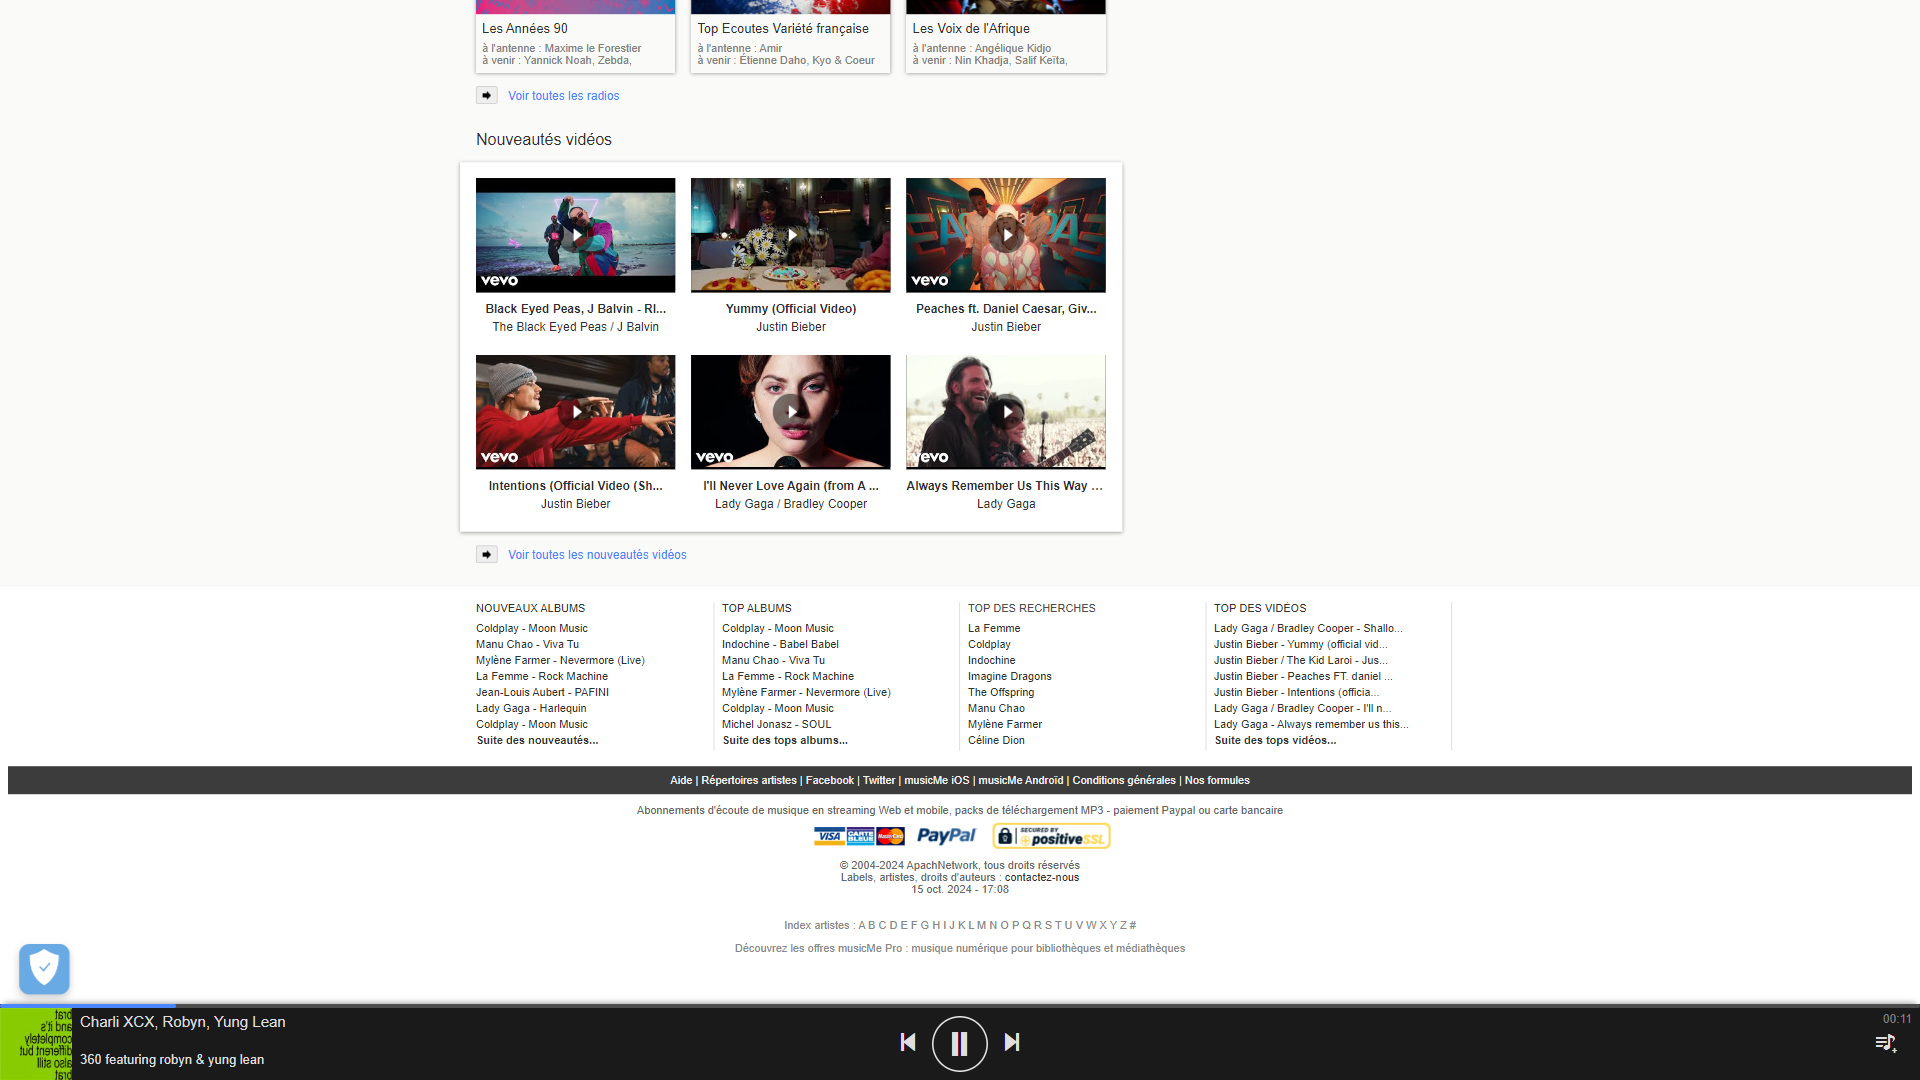 Les Années 90
à l'antenne : Maxime le Forestier
à venir : Yannick Noah, Zebda,
Top Ecoutes Variété française
à l'antenne : Amir
à venir : Étienne Daho, Kyo & Coeur
Les Voix de l'Afrique
à l'antenne : Angélique Kidjo
à venir : Nin Khadja, Salif Keïta,
Voir toutes les radios
Nouveautés vidéos
vevo
Black Eyed Peas, J Balvin - RI...
The Black Eyed Peas / J Balvin
Yummy (Official Video)
Justin Bieber
vevo
Peaches ft. Daniel Caesar, Giv...
Justin Bieber
vevo
Intentions (Official Video (Sh...
Justin Bieber
vevo
I'll Never Love Again (from A ...
Lady Gaga / Bradley Cooper
vevo
Always Remember Us This Way ...
Lady Gaga
Voir toutes les nouveautés vidéos
NOUVEAUX ALBUMS
Coldplay - Moon Music
Manu Chao - Viva Tu
Mylène Farmer - Nevermore (Live)
La Femme - Rock Machine
Jean-Louis Aubert - PAFINI
Lady Gaga - Harlequin
Coldplay - Moon Music
Suite des nouveautés...
TOP ALBUMS
Coldplay - Moon Music
Indochine - Babel Babel
Manu Chao - Viva Tu
La Femme - Rock Machine
Mylène Farmer - Nevermore (Live)
Coldplay - Moon Music
Michel Jonasz - SOUL
Suite des tops albums...
TOP DES RECHERCHES
La Femme
Coldplay
Indochine
Imagine Dragons
The Offspring
Manu Chao
Mylène Farmer
Céline Dion
TOP DES VIDÉOS
Lady Gaga / Bradley Cooper - Shallo...
Justin Bieber - Yummy (official vid...
Justin Bieber / The Kid Laroi - Jus...
Justin Bieber - Peaches FT. daniel ...
Justin Bieber - Intentions (officia...
Lady Gaga / Bradley Cooper - I'll n...
Lady Gaga - Always remember us this...
Suite des tops vidéos...
Aide | Répertoires artistes | Facebook | Twitter | musicMe iOS | musicMe Android | Conditions générales | Nos formules
Abonnements d'écoute de musique en streaming Web et mobile, packs de téléchargement MP3 - paiement Paypal ou carte bancaire
VISA CARTE BLEUE MasterCard PayPal SECURED BY positiveSSL
© 2004-2024 ApachNetwork, tous droits réservés
Labels, artistes, droits d'auteurs : contactez-nous
15 oct. 2024 - 17:08
Index artistes : A B C D E F G H I J K L M N O P Q R S T U V W X Y Z #
Découvrez les offres musicMe Pro : musique numérique pour bibliothèques et médiathèques
brat
and it's
completely
different but
also still
brat
Charli XCX, Robyn, Yung Lean
360 featuring robyn & yung lean
00:11